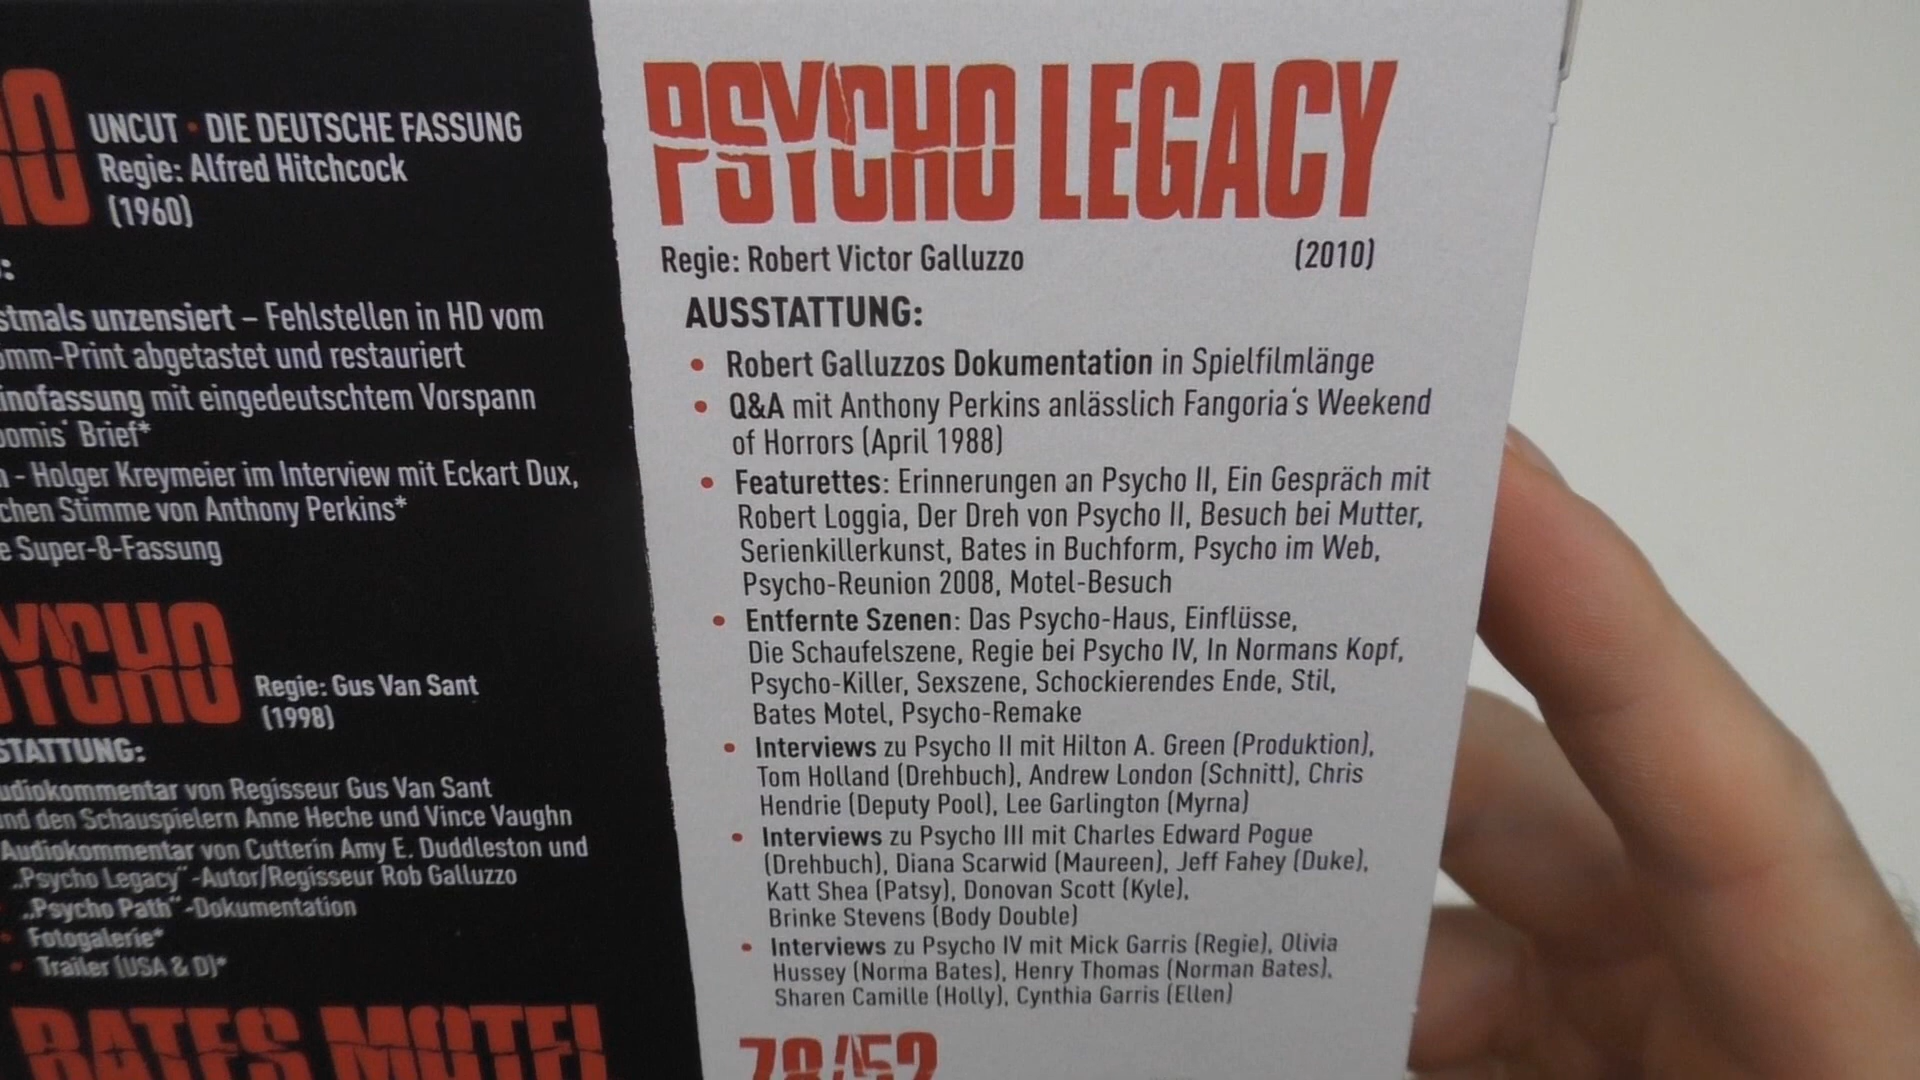 UNCUT • DIE DEUTSCHE FASSUNG
Regie: Alfred Hitchcock
(1960)
unzensiert – Fehlstellen in HD vom
abgetastet und restauriert
mit eingedeutschtem Vorspann
Brief*
- Holger Kreymeier im Interview mit Eckart Dux,
Stimme von Anthony Perkins*
Super-8-Fassung
PSYCHO
Regie: Gus Van Sant
(1998)
von Regisseur Gus Van Sant
den Schauspielern Anne Heche und Vince Vaughn
Audiokommentar von Cutterin Amy E. Duddleston und
„Psycho Legacy“-Autor/Regisseur Rob Galluzzo
„Psycho Path“-Dokumentation
• Fotogalerie*
• Trailer (USA & D)*
BATES MOTEL
PSYCHO LEGACY
Regie: Robert Victor Galluzzo (2010)
AUSSTATTUNG:
• Robert Galluzzos Dokumentation in Spielfilmlänge
• Q&A mit Anthony Perkins anlässlich Fangoria's Weekend
of Horrors (April 1988)
• Featurettes: Erinnerungen an Psycho II, Ein Gespräch mit
Robert Loggia, Der Dreh von Psycho II, Besuch bei Mutter,
Serienkillerkunst, Bates in Buchform, Psycho im Web,
Psycho-Reunion 2008, Motel-Besuch
• Entfernte Szenen: Das Psycho-Haus, Einflüsse,
Die Schaufelszene, Regie bei Psycho IV, In Normans Kopf,
Psycho-Killer, Sexszene, Schockierendes Ende, Stil,
Bates Motel, Psycho-Remake
• Interviews zu Psycho II mit Hilton A. Green (Produktion),
Tom Holland (Drehbuch), Andrew London (Schnitt), Chris
Hendrie (Deputy Pool), Lee Garlington (Myrna)
• Interviews zu Psycho III mit Charles Edward Pogue
(Drehbuch), Diana Scarwid (Maureen), Jeff Fahey (Duke),
Katt Shea (Patsy), Donovan Scott (Kyle),
Brinke Stevens (Body Double)
• Interviews zu Psycho IV mit Mick Garris (Regie), Olivia
Hussey (Norma Bates), Henry Thomas (Norman Bates),
Sharen Camille (Holly), Cynthia Garris (Ellen)
78/52